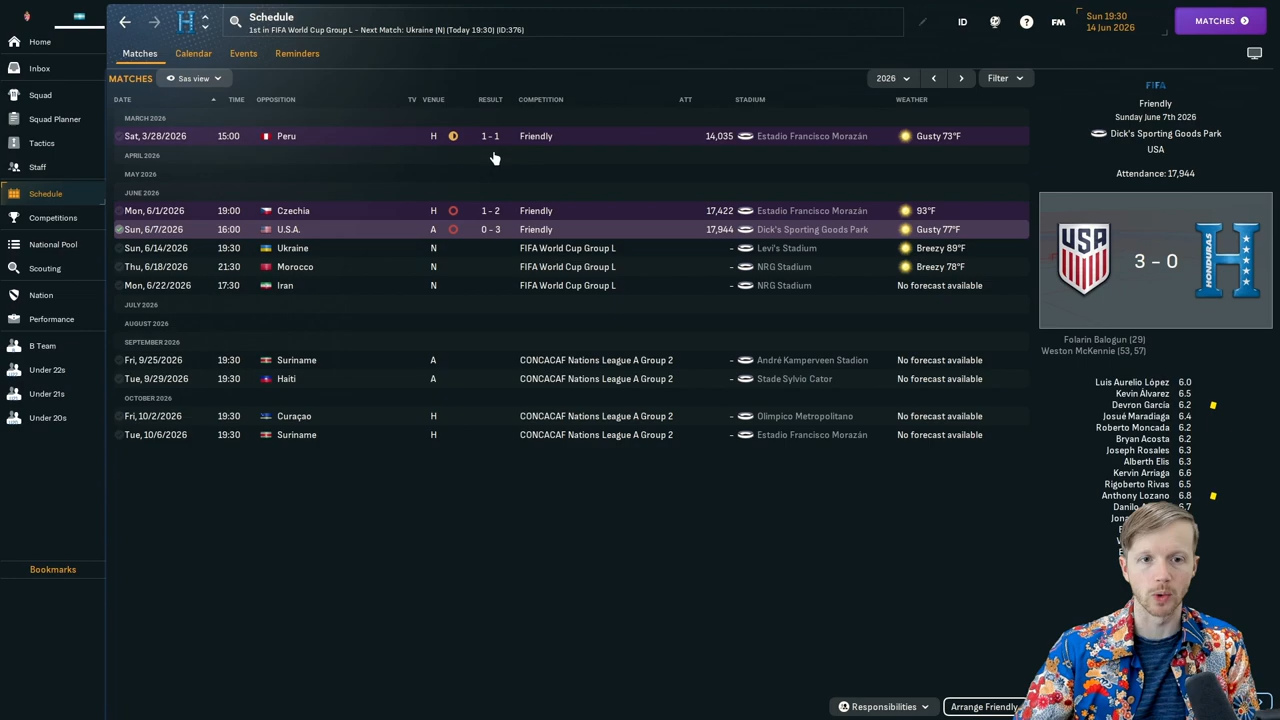 Schedule
1st in FIFA World Cup Group L - Next Match: Ukraine (N) (Today 19:30) (ID:376)
ID
FM
Sun 19:30
14 Jun 2026
MATCHES
Home
Inbox
Squad
Squad Planner
Tactics
Staff
Schedule
Competitions
National Pool
Scouting
Nation
Performance
B Team
Under 22s
Under 21s
Under 20s
Bookmarks
Matches Calendar Events Reminders
MATCHES Sas view 2026 Filter
DATE TIME OPPOSITION TV VENUE RESULT COMPETITION ATT STADIUM WEATHER
MARCH 2026
Sat, 3/28/2026 15:00 Peru H 1 - 1 Friendly 14,035 Estadio Francisco Morazán Gusty 73°F
APRIL 2026
MAY 2026
JUNE 2026
Mon, 6/1/2026 19:00 Czechia H 1 - 2 Friendly 17,422 Estadio Francisco Morazán 93°F
Sun, 6/7/2026 16:00 U.S.A. A 0 - 3 Friendly 17,944 Dick's Sporting Goods Park Gusty 77°F
Sun, 6/14/2026 19:30 Ukraine N FIFA World Cup Group L - Levi's Stadium Breezy 89°F
Thu, 6/18/2026 21:30 Morocco N FIFA World Cup Group L - NRG Stadium Breezy 78°F
Mon, 6/22/2026 17:30 Iran N FIFA World Cup Group L - NRG Stadium No forecast available
JULY 2026
AUGUST 2026
SEPTEMBER 2026
Fri, 9/25/2026 19:30 Suriname A CONCACAF Nations League A Group 2 - André Kamperveen Stadion No forecast available
Tue, 9/29/2026 19:30 Haiti A CONCACAF Nations League A Group 2 - Stade Sylvio Cator No forecast available
OCTOBER 2026
Fri, 10/2/2026 19:30 Curaçao H CONCACAF Nations League A Group 2 - Olimpico Metropolitano No forecast available
Tue, 10/6/2026 19:30 Suriname H CONCACAF Nations League A Group 2 - Estadio Francisco Morazán No forecast available
FIFA
Friendly
Sunday June 7th 2026
Dick's Sporting Goods Park
USA
Attendance: 17,944
USA 3 - 0 HONDURAS H
Folarin Balogun (29)
Weston McKennie (53, 57)
Luis Aurelio López 6.0
Kevin Álvarez 6.5
Devron García 6.2
Josué Maradiaga 6.4
Roberto Moncada 6.2
Bryan Acosta 6.2
Joseph Rosales 6.3
Alberth Elis 6.3
Kervin Arriaga 6.6
Rigoberto Rivas 6.5
Anthony Lozano 6.8
Danilo 6.7
Responsibilities
Arrange Friendly